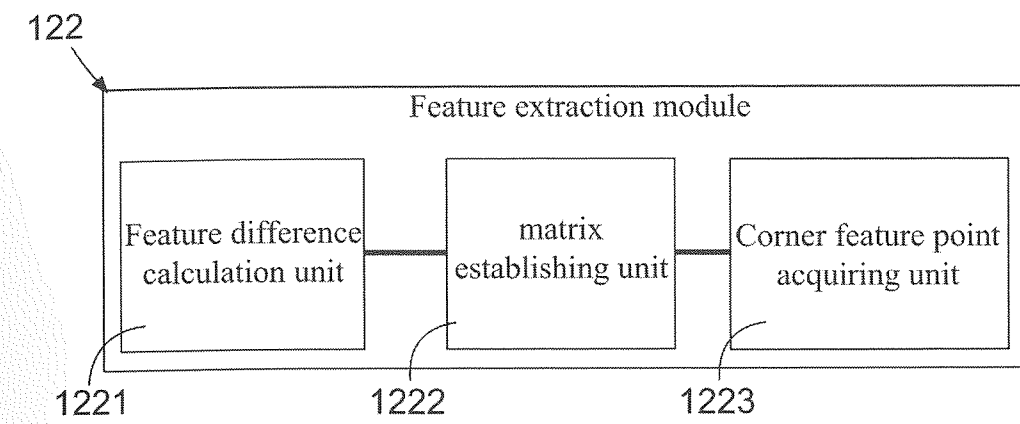 122
Feature extraction module
Feature difference
calculation unit
matrix
establishing unit
Corner feature point
acquiring unit
1221
1222
1223